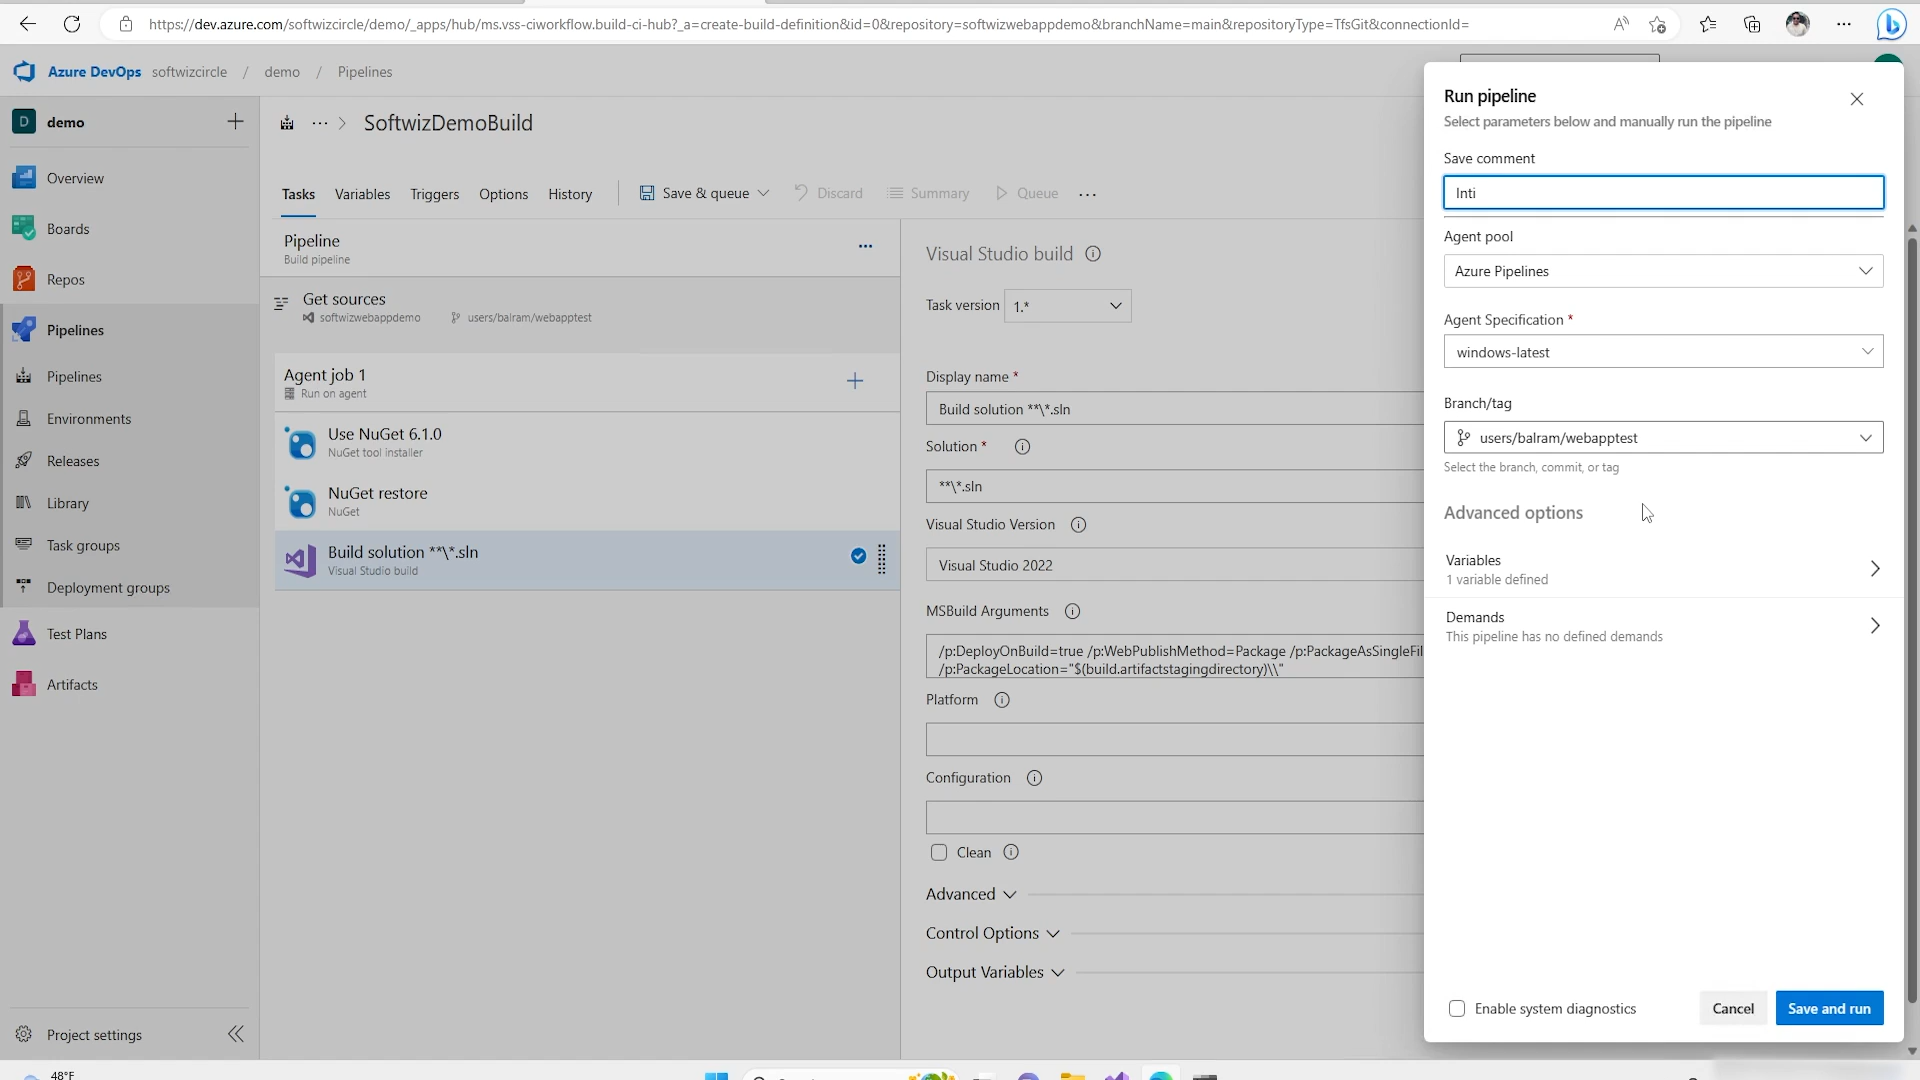 https://dev.azure.com/softwizcircle/demo/_apps/hub/ms.vss-ciworkflow.build-ci-hub?_a=create-build-definition&id=0&repository=softwizwebappdemo&branchName=main&repositoryType=TfsGit&connectionId=
Azure DevOps softwizcircle / demo / Pipelines
D demo
Overview
Boards
Repos
Pipelines
Pipelines
Environments
Releases
Library
Task groups
Deployment groups
Test Plans
Artifacts
Project settings
48°F
SoftwizDemoBuild
Tasks Variables Triggers Options History Save & queue Discard Summary Queue
Pipeline
Build pipeline
Get sources
softwizwebappdemo users/balram/webapptest
Agent job 1
Run on agent
Use NuGet 6.1.0
NuGet tool installer
NuGet restore
NuGet
Build solution **\*.sln
Visual Studio build
Visual Studio build
Task version 1.*
Display name *
Build solution **\*.sln
Solution *
**\*.sln
Visual Studio Version
Visual Studio 2022
MSBuild Arguments
/p:DeployOnBuild=true /p:WebPublishMethod=Package /p:PackageAsSingleFil
/p:PackageLocation="$(build.artifactstagingdirectory)\\"
Platform
Configuration
Clean
Advanced
Control Options
Output Variables
Run pipeline
Select parameters below and manually run the pipeline
Save comment
Inti
Agent pool
Azure Pipelines
Agent Specification *
windows-latest
Branch/tag
users/balram/webapptest
Select the branch, commit, or tag
Advanced options
Variables
1 variable defined
Demands
This pipeline has no defined demands
Enable system diagnostics
Cancel
Save and run